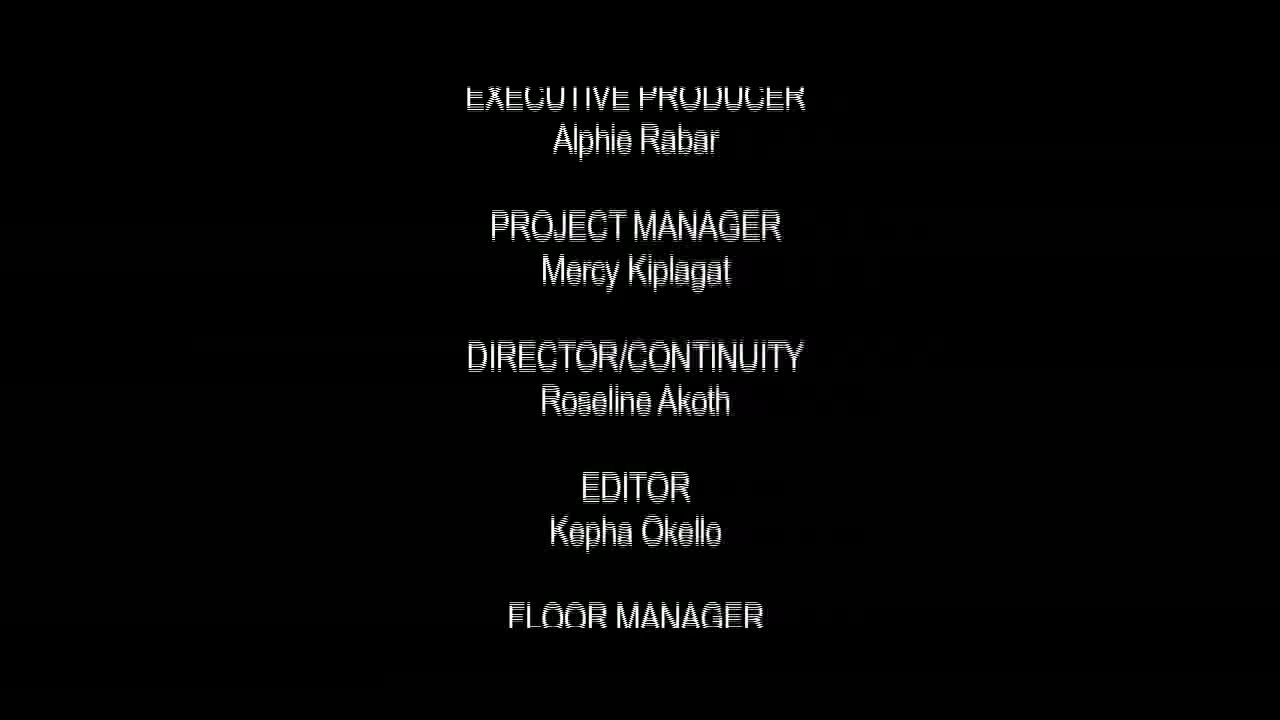 EXECUTIVE PRODUCER
Alphie Rabar
PROJECT MANAGER
Mercy Kiplagat
DIRECTOR/CONTINUITY
Roseline Akoth
EDITOR
Kepha Okello
FLOOR MANAGER